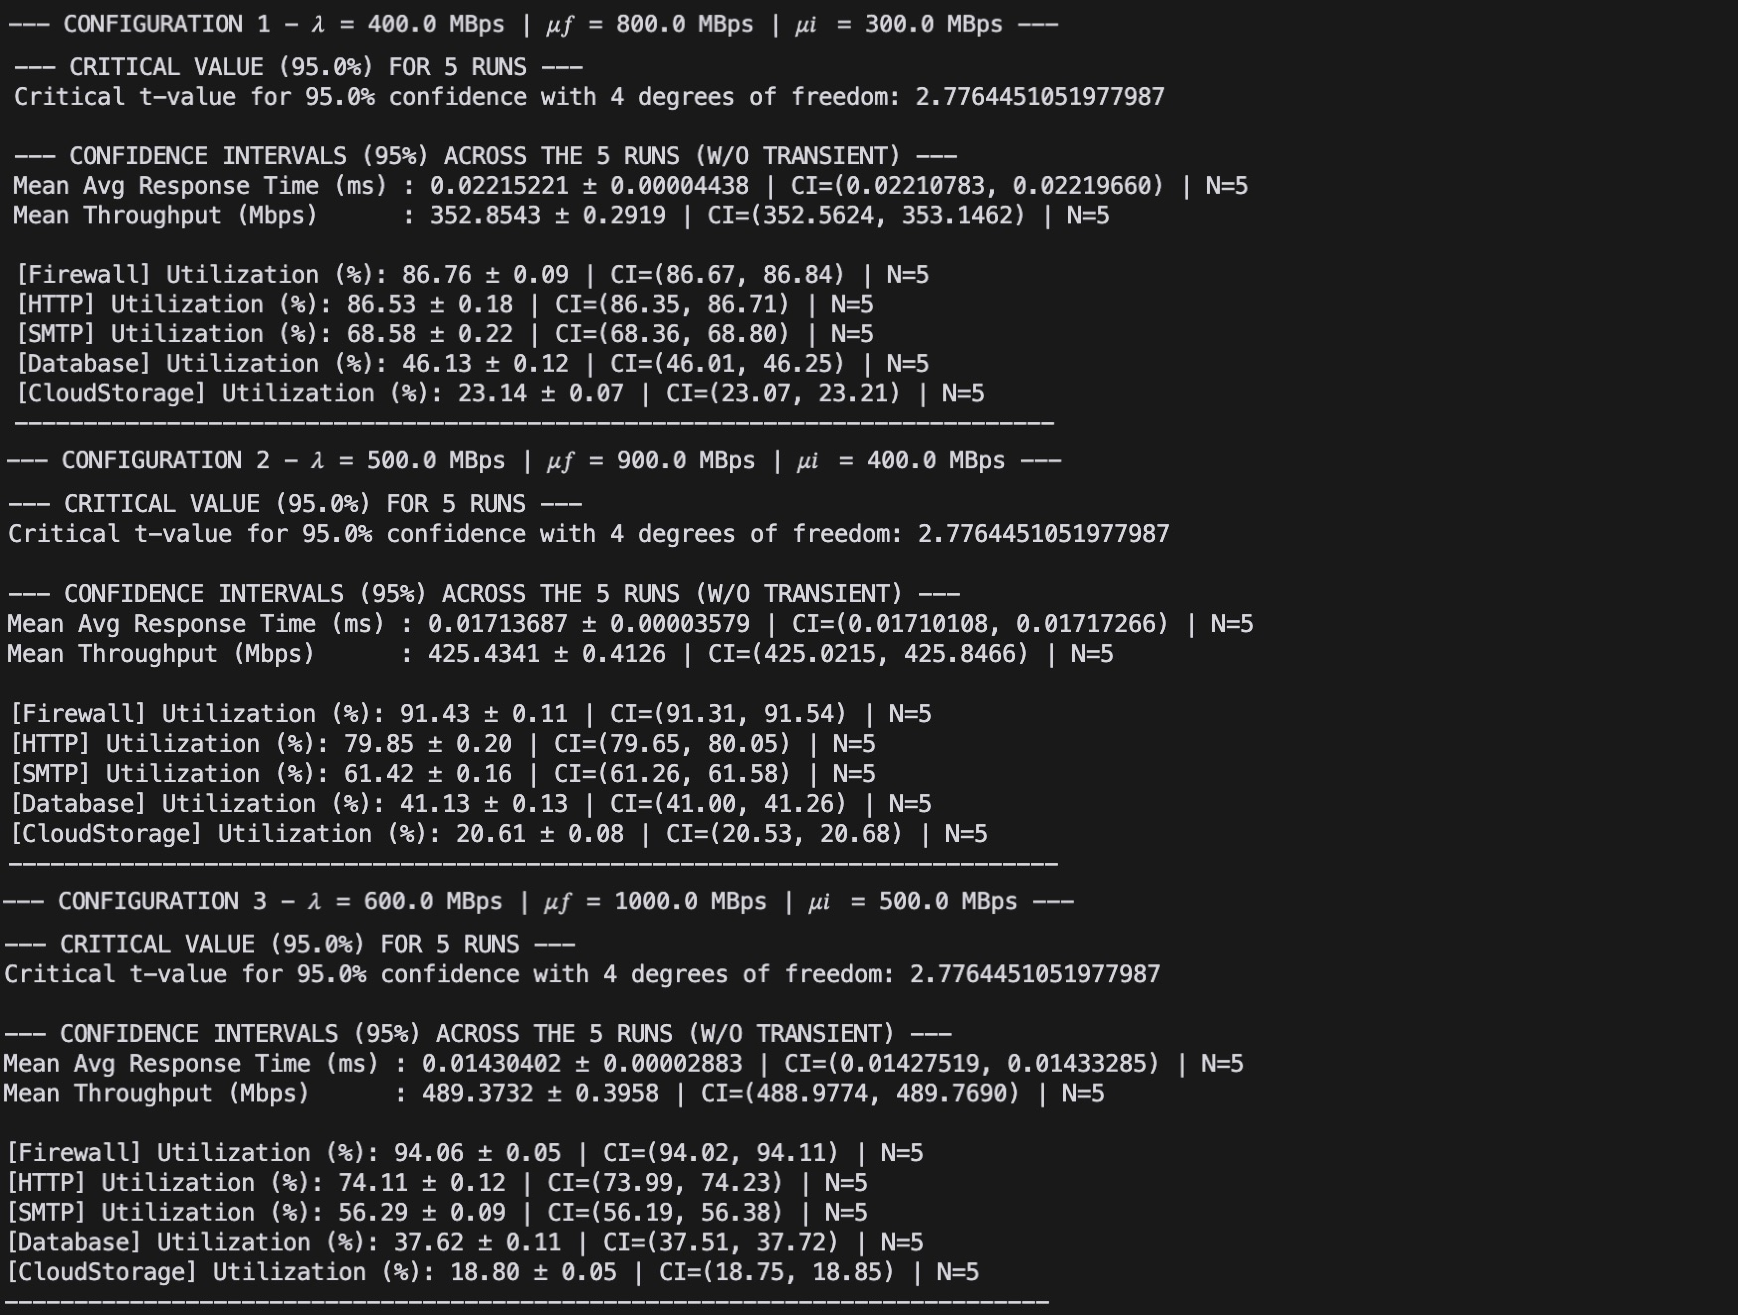 --- CONFIGURATION 1 - λ = 400.0 MBps | μf = 800.0 MBps | μi = 300.0 MBps ---
--- CRITICAL VALUE (95.0%) FOR 5 RUNS ---
Critical t-value for 95.0% confidence with 4 degrees of freedom: 2.7764451051977987
--- CONFIDENCE INTERVALS (95%) ACROSS THE 5 RUNS (W/O TRANSIENT) ---
Mean Avg Response Time (ms) : 0.02215221 ± 0.00004438 | CI=(0.02210783, 0.02219660) | N=5
Mean Throughput (Mbps) : 352.8543 ± 0.2919 | CI=(352.5624, 353.1462) | N=5
[Firewall] Utilization (%): 86.76 ± 0.09 | CI=(86.67, 86.84) | N=5
[HTTP] Utilization (%): 86.53 ± 0.18 | CI=(86.35, 86.71) | N=5
[SMTP] Utilization (%): 68.58 ± 0.22 | CI=(68.36, 68.80) | N=5
[Database] Utilization (%): 46.13 ± 0.12 | CI=(46.01, 46.25) | N=5
[CloudStorage] Utilization (%): 23.14 ± 0.07 | CI=(23.07, 23.21) | N=5
---------------------------------------------------------------------------
--- CONFIGURATION 2 - λ = 500.0 MBps | μf = 900.0 MBps | μi = 400.0 MBps ---
--- CRITICAL VALUE (95.0%) FOR 5 RUNS ---
Critical t-value for 95.0% confidence with 4 degrees of freedom: 2.7764451051977987
--- CONFIDENCE INTERVALS (95%) ACROSS THE 5 RUNS (W/O TRANSIENT) ---
Mean Avg Response Time (ms) : 0.01713687 ± 0.00003579 | CI=(0.01710108, 0.01717266) | N=5
Mean Throughput (Mbps) : 425.4341 ± 0.4126 | CI=(425.0215, 425.8466) | N=5
[Firewall] Utilization (%): 91.43 ± 0.11 | CI=(91.31, 91.54) | N=5
[HTTP] Utilization (%): 79.85 ± 0.20 | CI=(79.65, 80.05) | N=5
[SMTP] Utilization (%): 61.42 ± 0.16 | CI=(61.26, 61.58) | N=5
[Database] Utilization (%): 41.13 ± 0.13 | CI=(41.00, 41.26) | N=5
[CloudStorage] Utilization (%): 20.61 ± 0.08 | CI=(20.53, 20.68) | N=5
---------------------------------------------------------------------------
--- CONFIGURATION 3 - λ = 600.0 MBps | μf = 1000.0 MBps | μi = 500.0 MBps ---
--- CRITICAL VALUE (95.0%) FOR 5 RUNS ---
Critical t-value for 95.0% confidence with 4 degrees of freedom: 2.7764451051977987
--- CONFIDENCE INTERVALS (95%) ACROSS THE 5 RUNS (W/O TRANSIENT) ---
Mean Avg Response Time (ms) : 0.01430402 ± 0.00002883 | CI=(0.01427519, 0.01433285) | N=5
Mean Throughput (Mbps) : 489.3732 ± 0.3958 | CI=(488.9774, 489.7690) | N=5
[Firewall] Utilization (%): 94.06 ± 0.05 | CI=(94.02, 94.11) | N=5
[HTTP] Utilization (%): 74.11 ± 0.12 | CI=(73.99, 74.23) | N=5
[SMTP] Utilization (%): 56.29 ± 0.09 | CI=(56.19, 56.38) | N=5
[Database] Utilization (%): 37.62 ± 0.11 | CI=(37.51, 37.72) | N=5
[CloudStorage] Utilization (%): 18.80 ± 0.05 | CI=(18.75, 18.85) | N=5
---------------------------------------------------------------------------